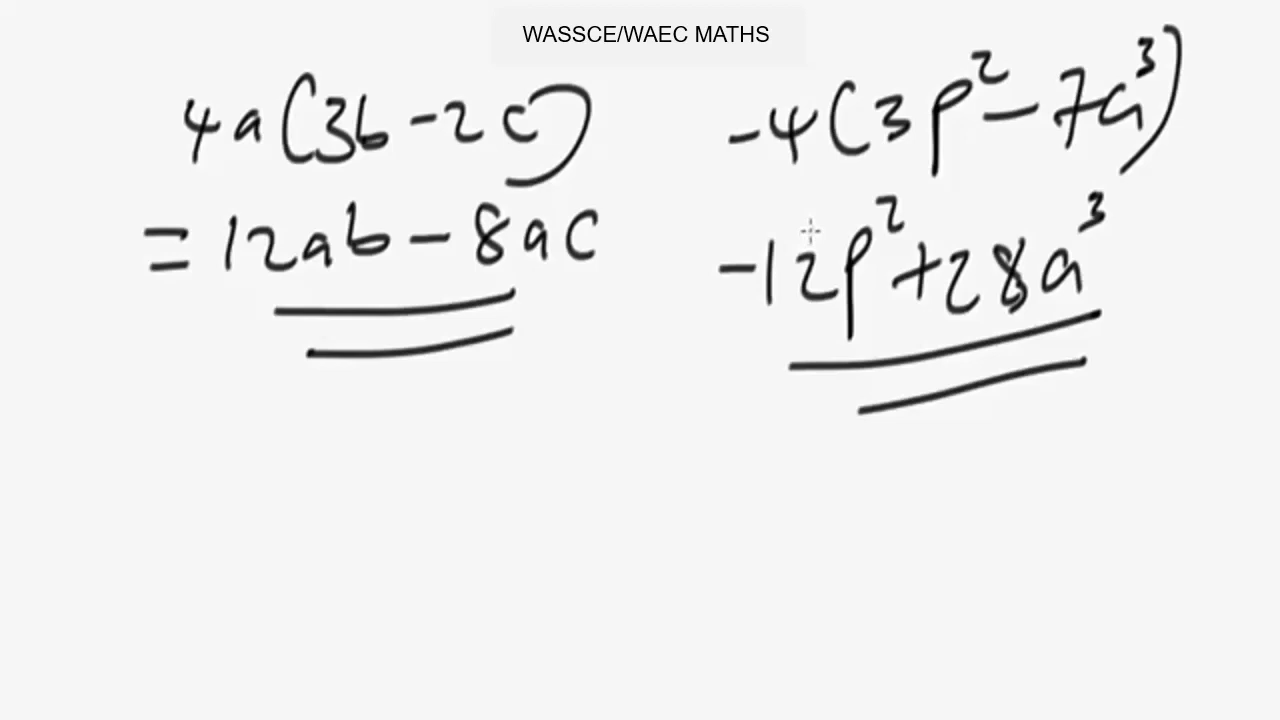 WASSCE/WAEC MATHS
4a(3b-2c)
=12ab-8ac
-4(3p²-7a³)
-12p²+28a³